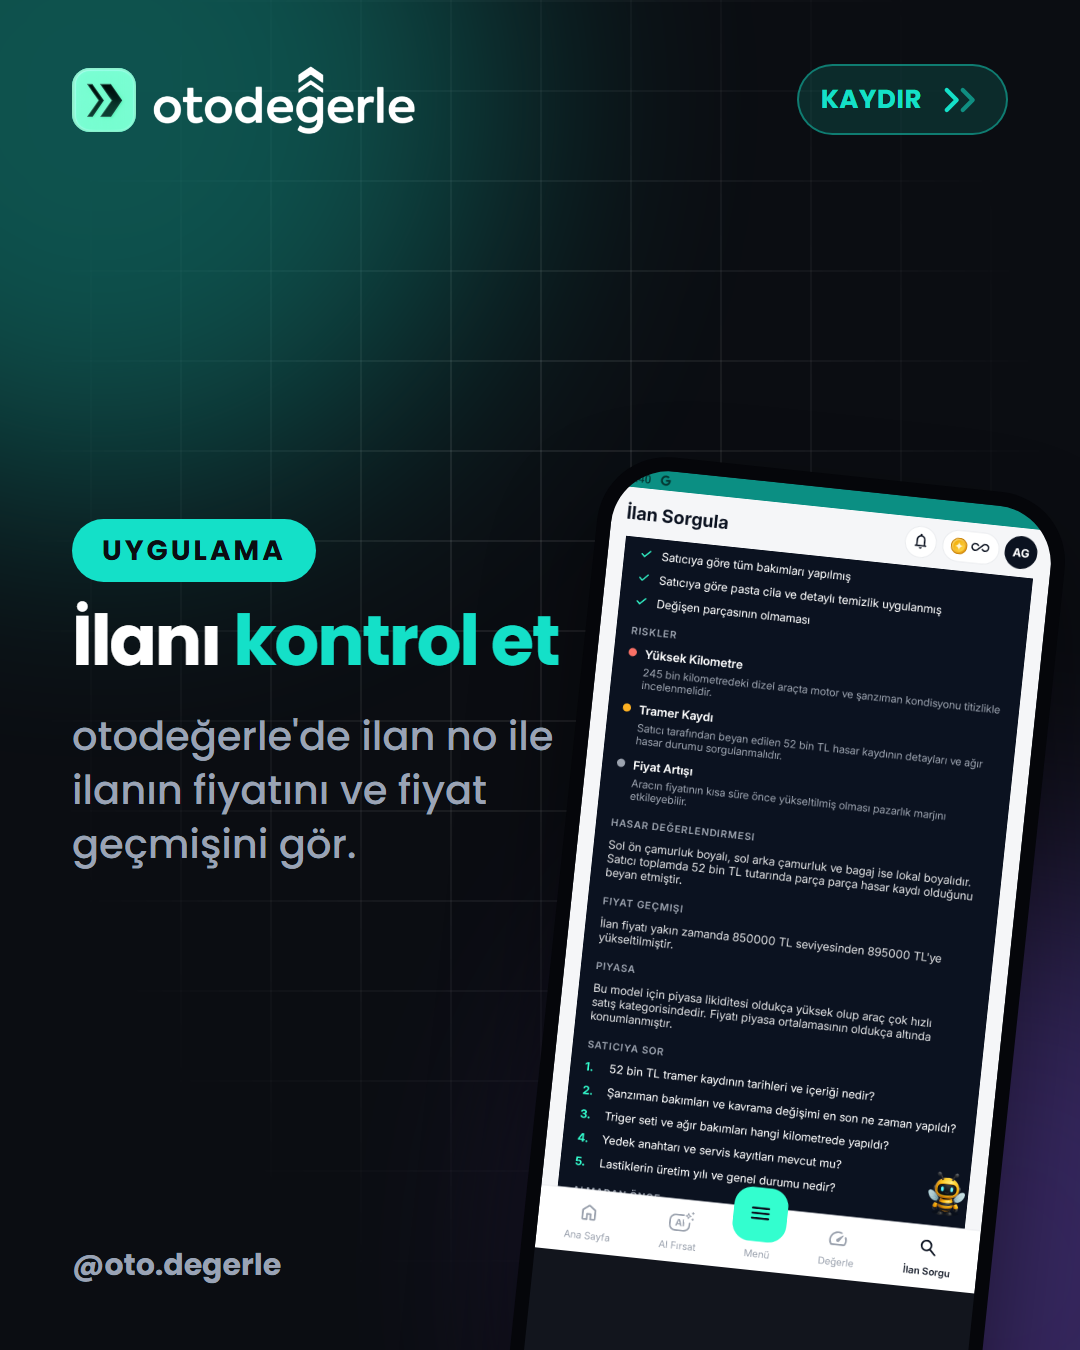 otodeğerle
KAYDIR
UYGULAMA
İlanı kontrol et
otodeğerle'de ilan no ile
ilanın fiyatını ve fiyat
geçmişini gör.
@oto.degerle
G
İlan Sorgula
AG
Satıcıya göre tüm bakımları yapılmış
Satıcıya göre pasta cila ve detaylı temizlik uygulanmış
Değişen parçasının olmaması
RISKLER
Yüksek Kilometre
245 bin kilometredeki dizel araçta motor ve şanzıman kondisyonu titizlikle
incelenmelidir.
Tramer Kaydı
Satıcı tarafından beyan edilen 52 bin TL hasar kaydının detayları ve ağır
hasar durumu sorgulanmalıdır.
Fiyat Artışı
Aracın fiyatının kısa süre önce yükseltilmiş olması pazarlık marjını
etkileyebilir.
HASAR DEĞERLENDIRMESI
Sol ön çamurluk boyalı, sol arka çamurluk ve bagaj ise lokal boyalıdır.
Satıcı toplamda 52 bin TL tutarında parça parça hasar kaydı olduğunu
beyan etmiştir.
FIYAT GEÇMIŞI
İlan fiyatı yakın zamanda 850000 TL seviyesinden 895000 TL'ye
yükseltilmiştir.
PIYASA
Bu model için piyasa likiditesi oldukça yüksek olup araç çok hızlı
satış kategorisindedir. Fiyatı piyasa ortalamasının oldukça altında
konumlanmıştır.
SATICIYA SOR
1. 52 bin TL tramer kaydının tarihleri ve içeriği nedir?
2. Şanzıman bakımları ve kavrama değişimi en son ne zaman yapıldı?
3. Triger seti ve ağır bakımları hangi kilometrede yapıldı?
4. Yedek anahtarı ve servis kayıtları mevcut mu?
5. Lastiklerin üretim yılı ve genel durumu nedir?
Ana Sayfa
AI
AI Fırsat
Menü
Değerle
İlan Sorgu